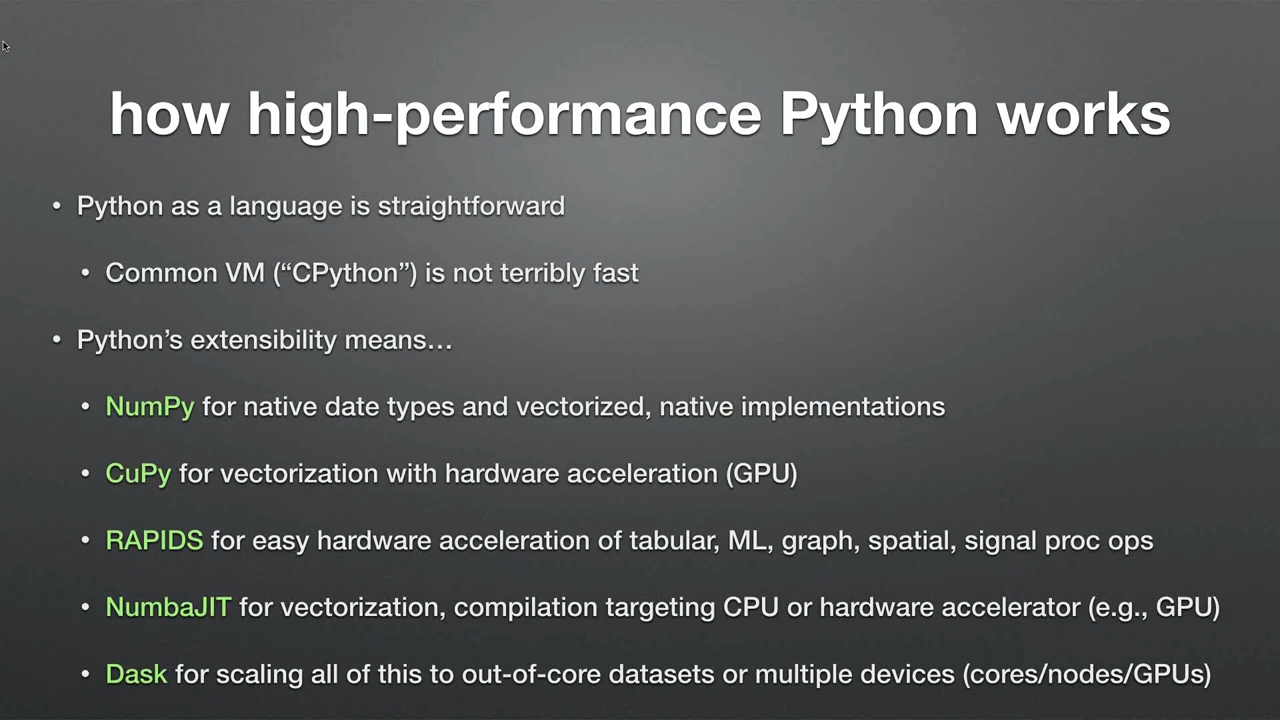 how high-performance Python works
• Python as a language is straightforward
• Common VM (“CPython”) is not terribly fast
• Python’s extensibility means…
• NumPy for native date types and vectorized, native implementations
• CuPy for vectorization with hardware acceleration (GPU)
• RAPIDS for easy hardware acceleration of tabular, ML, graph, spatial, signal proc ops
• NumbaJIT for vectorization, compilation targeting CPU or hardware accelerator (e.g., GPU)
• Dask for scaling all of this to out-of-core datasets or multiple devices (cores/nodes/GPUs)